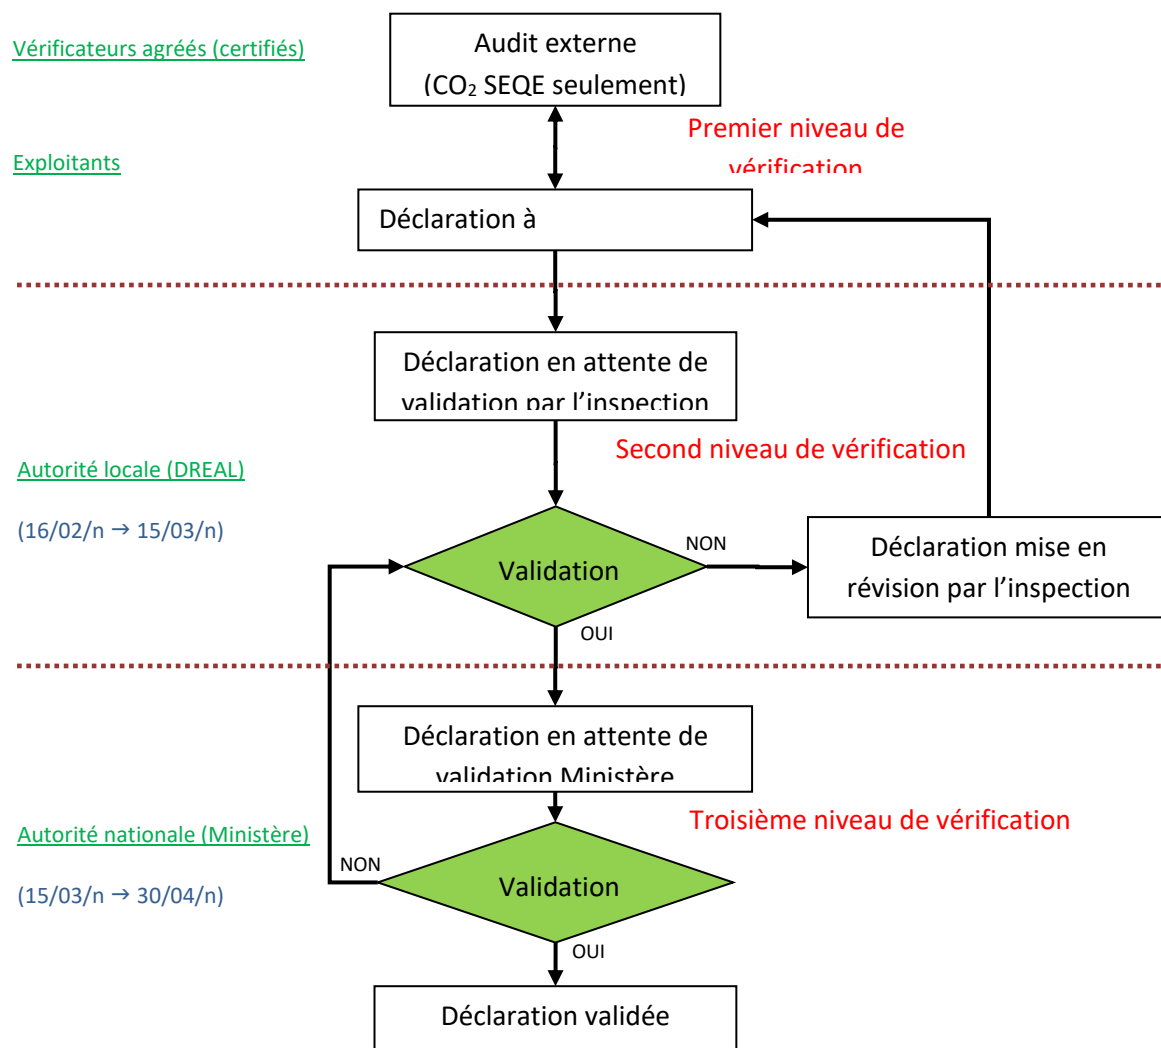 Vérificateurs agréés (certifiés)
Audit externe
(CO₂ SEQE seulement)
Premier niveau de
vérification
Exploitants
Déclaration à
Déclaration en attente de
validation par l’inspection
Second niveau de vérification
Autorité locale (DREAL)
(16/02/n → 15/03/n)
Validation
NON
Déclaration mise en
révision par l’inspection
OUI
Déclaration en attente de
validation Ministère
Troisième niveau de vérification
Autorité nationale (Ministère)
NON
Validation
(15/03/n → 30/04/n)
OUI
Déclaration validée